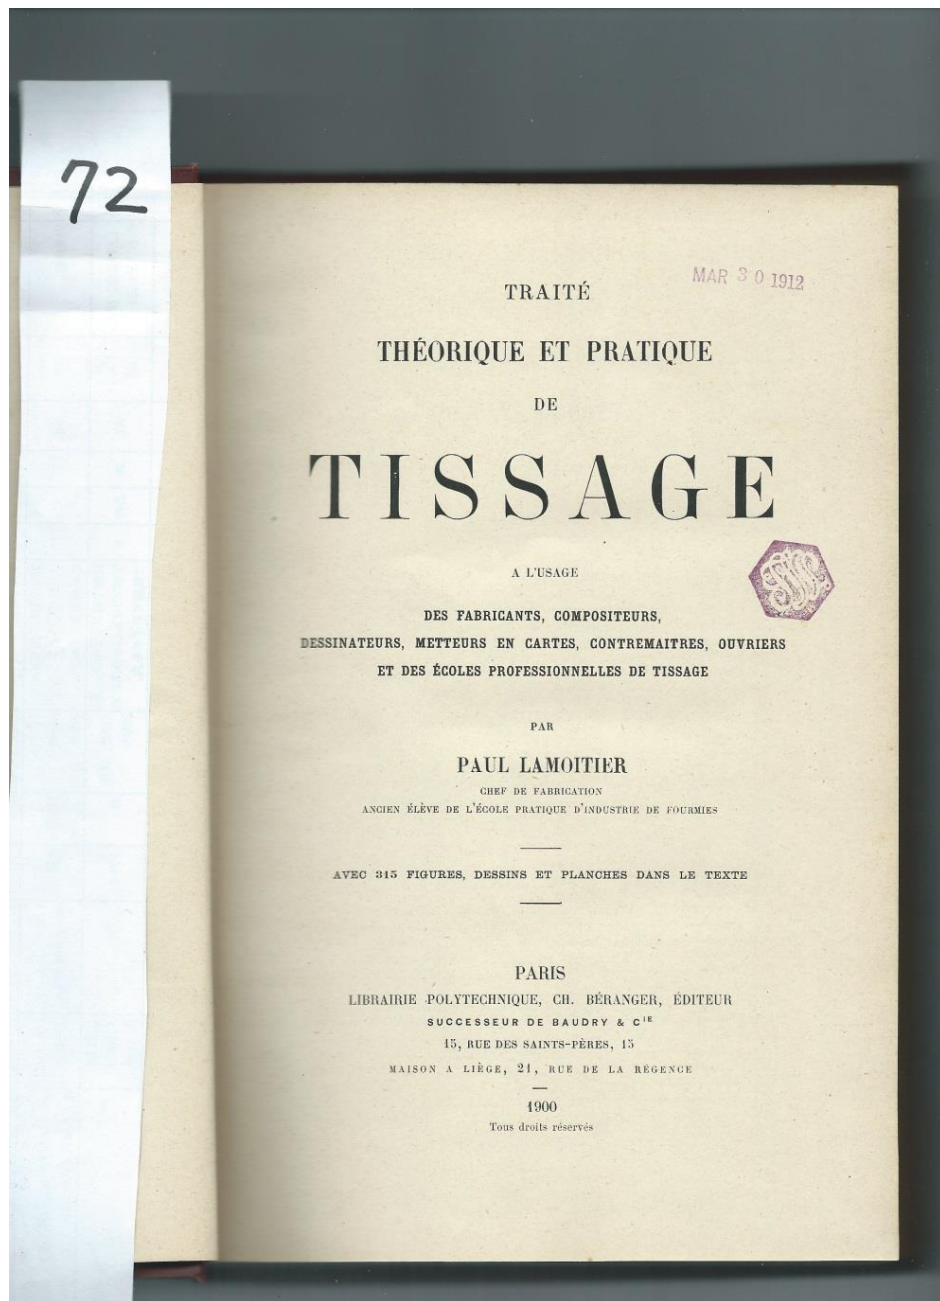 72
MAR 30 1912
TRAITÉ
THÉORIQUE ET PRATIQUE
DE
TISSAGE
A L'USAGE
DES FABRICANTS, COMPOSITEURS,
DESSINATEURS, METTEURS EN CARTES, CONTREMAITRES, OUVRIERS
ET DES ÉCOLES PROFESSIONNELLES DE TISSAGE
PAR
PAUL LAMOITIER
CHEF DE FABRICATION
ANCIEN ÉLÈVE DE L'ÉCOLE PRATIQUE D'INDUSTRIE DE FOURMIES
AVEC 315 FIGURES, DESSINS ET PLANCHES DANS LE TEXTE
PARIS
LIBRAIRIE POLYTECHNIQUE, CH. BÉRANGER, ÉDITEUR
SUCCESSEUR DE BAUDRY & CIE
15, RUE DES SAINTS-PÈRES, 15
MAISON A LIÈGE, 21, RUE DE LA RÉGENCE
1900
Tous droits réservés